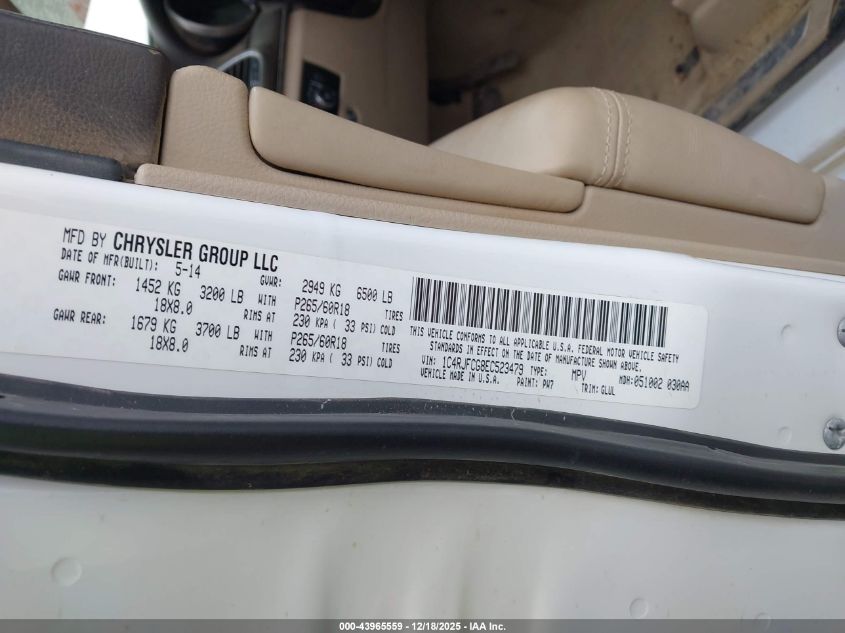 MFD BY CHRYSLER GROUP LLC
DATE OF MFR(BUILT): 5-14 GVWR: 2949 KG 6500 LB
GAWR FRONT: 1452 KG 3200 LB WITH P265/60R18 TIRES
18X8.0 RIMS AT 230 KPA ( 33 PSI) COLD
GAWR REAR: 1679 KG 3700 LB WITH P265/60R18 TIRES
18X8.0 RIMS AT 230 KPA ( 33 PSI) COLD
THIS VEHICLE CONFORMS TO ALL APPLICABLE U.S.A. FEDERAL MOTOR VEHICLE SAFETY
STANDARDS IN EFFECT ON THE DATE OF MANUFACTURE SHOWN ABOVE.
VIN: 1C4RJFCG8EC523479 TYPE: MPV MDH:051002 030AA
VEHICLE MADE IN U.S.A. PAINT: PW7 TRIM: GLUL
000-43965559 - 12/18/2025 - IAA Inc.